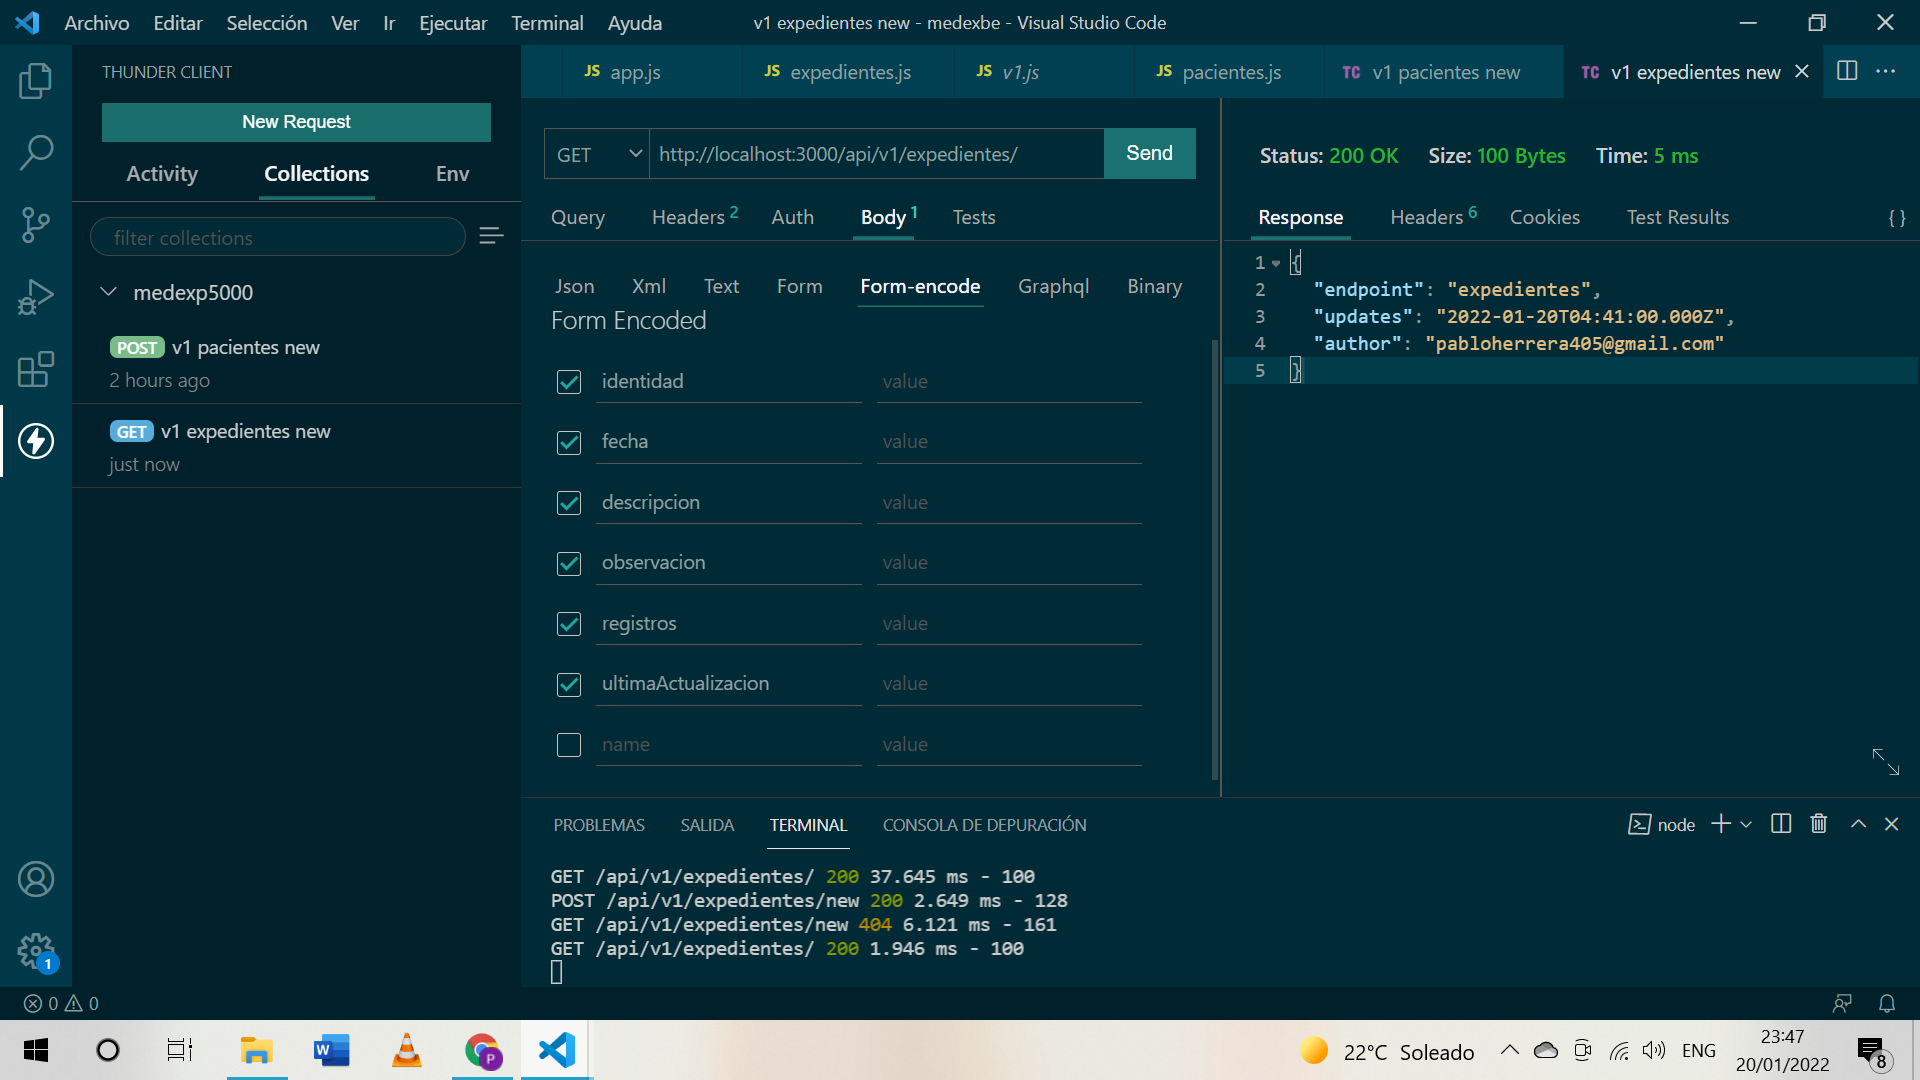 Archivo Editar Selección Ver Ir Ejecutar Terminal Ayuda
v1 expedientes new - medexbe - Visual Studio Code
THUNDER CLIENT
New Request
Activity Collections Env
filter collections
medexp5000
POST v1 pacientes new
2 hours ago
GET v1 expedientes new
just now
1
JS app.js JS expedientes.js JS v1.js JS pacientes.js TC v1 pacientes new TC v1 expedientes new
GET http://localhost:3000/api/v1/expedientes/ Send
Query Headers 2 Auth Body 1 Tests
Json Xml Text Form Form-encode Graphql Binary
Form Encoded
identidad value
fecha value
descripcion value
observacion value
registros value
ultimaActualizacion value
name value
Status: 200 OK Size: 100 Bytes Time: 5 ms
Response Headers 6 Cookies Test Results { }
1 {
2 "endpoint": "expedientes",
3 "updates": "2022-01-20T04:41:00.000Z",
4 "author": "pabloherrera405@gmail.com"
5 }
PROBLEMAS SALIDA TERMINAL CONSOLA DE DEPURACIÓN
node
GET /api/v1/expedientes/ 200 37.645 ms - 100
POST /api/v1/expedientes/new 200 2.649 ms - 128
GET /api/v1/expedientes/new 404 6.121 ms - 161
GET /api/v1/expedientes/ 200 1.946 ms - 100
0 0
W P
22°C Soleado
ENG
23:47
20/01/2022
8